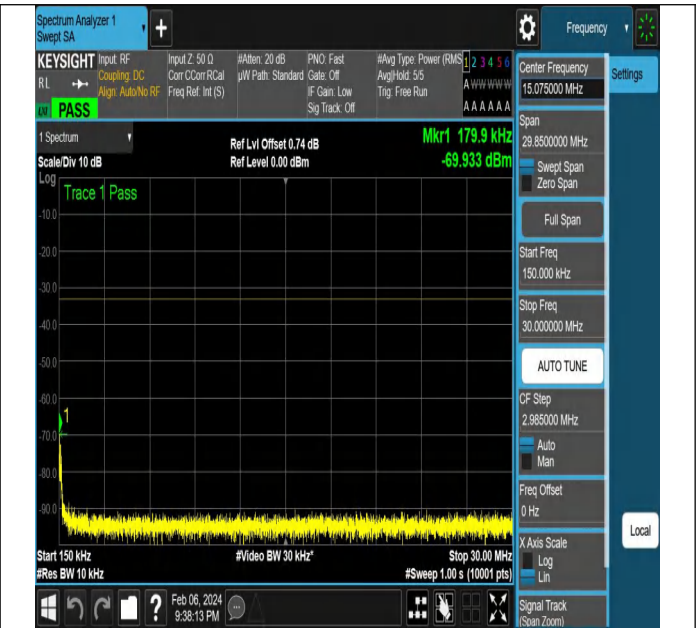 Spectrum Analyzer 1
Swept SA
+
Frequency
KEYSIGHT
RL
PASS
Input: RF
Coupling: DC
Align: Auto/No RF
Input Z: 50 Ω
Corr CCorr RCal
Freq Ref: Int (S)
#Atten: 20 dB
µW Path: Standard
PNO: Fast
Gate: Off
IF Gain: Low
Sig Track: Off
#Avg Type: Power (RMS
Avg|Hold: 5/5
Trig: Free Run
1 2 3 4 5 6
A W W W W W
A A A A A A
1 Spectrum
Scale/Div 10 dB
Ref Lvl Offset 0.74 dB
Ref Level 0.00 dBm
Mkr1 179.9 kHz
-69.933 dBm
Log
Trace 1 Pass
-10.0
-20.0
-30.0
-40.0
-50.0
-60.0
-70.0
-80.0
-90.0
1
Start 150 kHz
#Res BW 10 kHz
#Video BW 30 kHz*
Stop 30.00 MHz
#Sweep 1.00 s (10001 pts)
Feb 06, 2024
9:38:13 PM
?
Center Frequency
15.075000 MHz
Settings
Span
29.8500000 MHz
Swept Span
Zero Span
Full Span
Start Freq
150.000 kHz
Stop Freq
30.000000 MHz
AUTO TUNE
CF Step
2.985000 MHz
Auto
Man
Freq Offset
0 Hz
X Axis Scale
Log
Lin
Local
Signal Track
(Span Zoom)